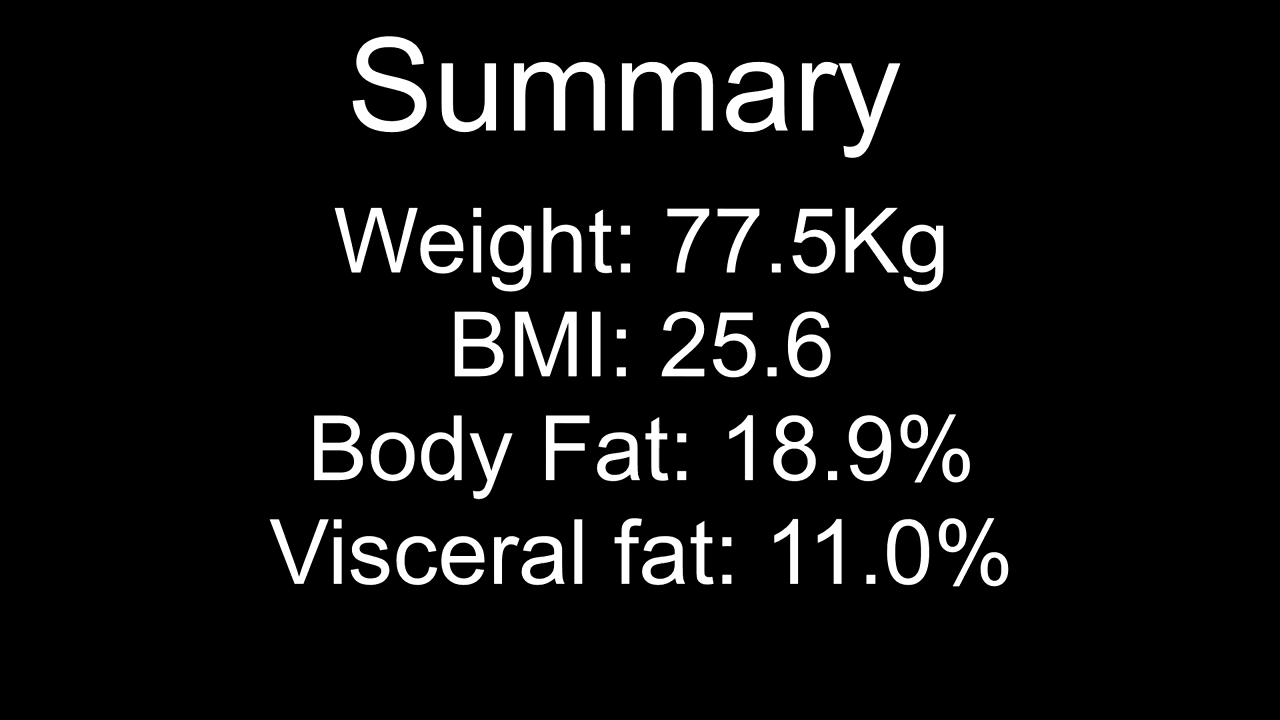 Summary
Weight: 77.5Kg
BMI: 25.6
Body Fat: 18.9%
Visceral fat: 11.0%